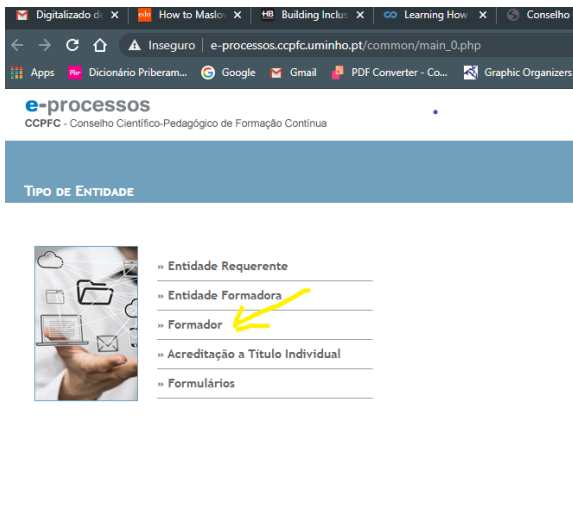 Digitalizado de
How to Maslov
Building Inclus
Learning How
Conselho
Inseguro | e-processos.ccpfc.uminho.pt/common/main_0.php
Apps Dicionário Priberam... Google Gmail PDF Converter - Co... Graphic Organizers
e-processos
CCPFC - Conselho Científico-Pedagógico de Formação Contínua
Tipo de Entidade
» Entidade Requerente
» Entidade Formadora
» Formador
» Acreditação a Título Individual
» Formulários